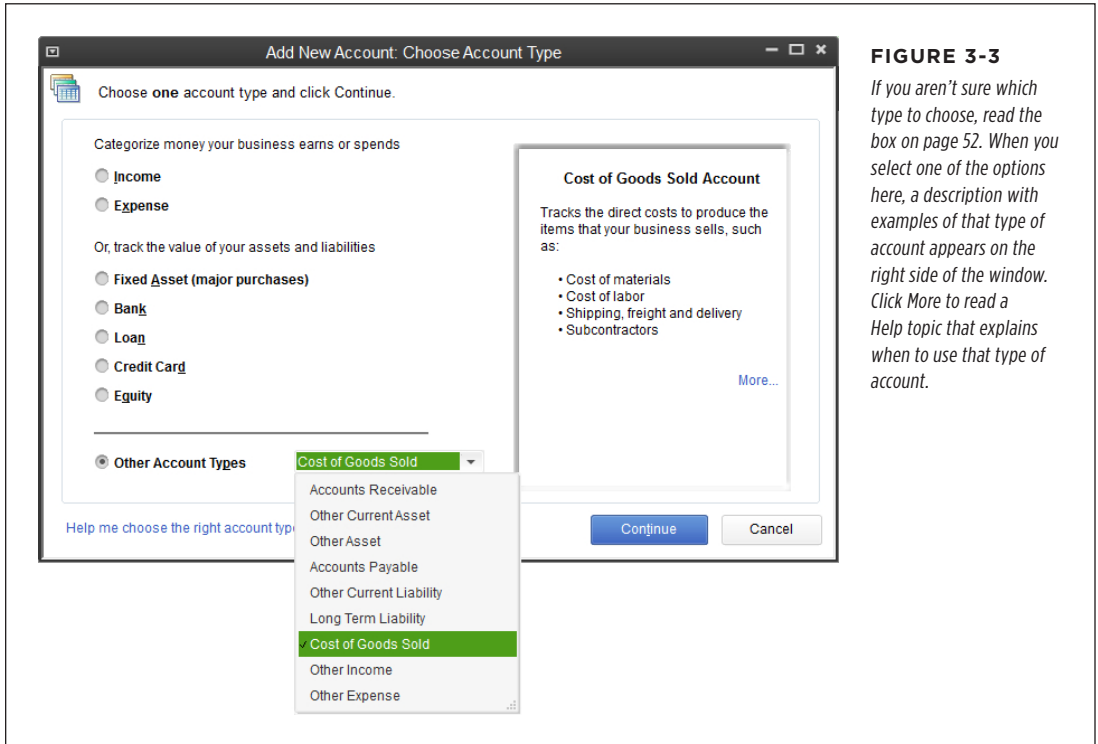 Add New Account: Choose Account Type
Choose one account type and click Continue.
Categorize money your business earns or spends
Income
Expense
Or, track the value of your assets and liabilities
Fixed Asset (major purchases)
Bank
Loan
Credit Card
Equity
Other Account Types
Cost of Goods Sold
Accounts Receivable
Other Current Asset
Other Asset
Accounts Payable
Other Current Liability
Long Term Liability
Cost of Goods Sold
Other Income
Other Expense
Cost of Goods Sold Account
Tracks the direct costs to produce the
items that your business sells, such
as:
• Cost of materials
• Cost of labor
• Shipping, freight and delivery
• Subcontractors
More...
Help me choose the right account typ
Continue
Cancel
FIGURE 3-3
If you aren't sure which
type to choose, read the
box on page 52. When you
select one of the options
here, a description with
examples of that type of
account appears on the
right side of the window.
Click More to read a
Help topic that explains
when to use that type of
account.